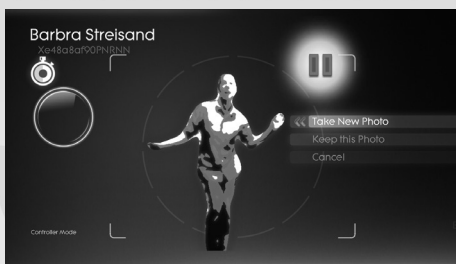 Barbra Streisand
Xe48a8af90PNRNN
Take New Photo
Keep this Photo
Cancel
Controller Mode